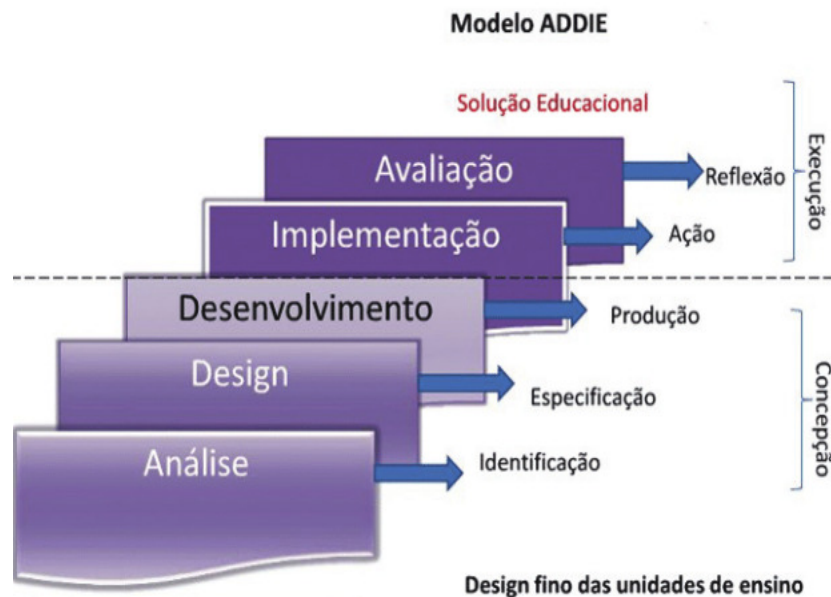 Modelo ADDIE
Solução Educacional
Avaliação
Reflexão
Implementação
Ação
Execução
Desenvolvimento
Produção
Design
Especificação
Análise
Identificação
Concepção
Design fino das unidades de ensino